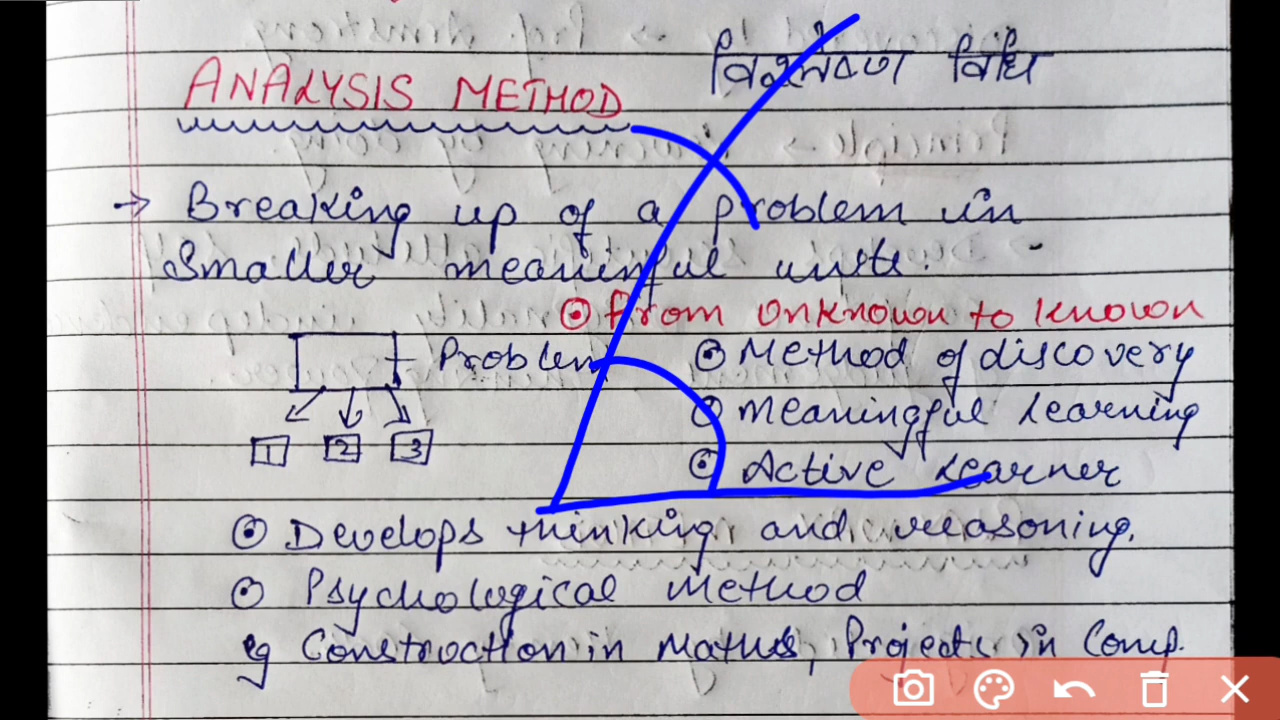 ANALYSIS METHOD विश्लेषण विधि
→ Breaking up of a problem in
Smaller meaningful units.
⊙ from unknown to known
Problem ⊙ Method of discovery
⊙ Meaningful Learning
1 2 3 ⊙ Active Learner
⊙ Develops thinking and reasoning.
⊙ Psychological Method
eg Construction in Maths, Projects in Comp.